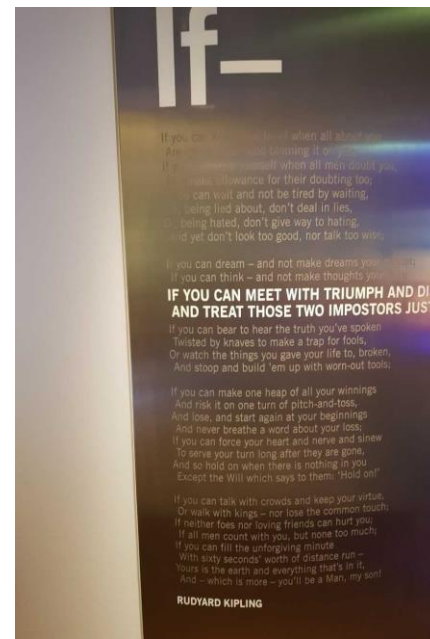 If–
If you can when all about you
Are blaming it on
If you when all men doubt you,
allowance for their doubting too;
can wait and not be tired by waiting,
being lied about, don't deal in lies,
being hated, don't give way to hating,
And yet don't look too good, nor talk too wise;
If you can dream – and not make dreams your
If you can think – and not make thoughts
IF YOU CAN MEET WITH TRIUMPH AND DI
AND TREAT THOSE TWO IMPOSTORS JUS
If you can bear to hear the truth you've spoken
Twisted by knaves to make a trap for fools,
Or watch the things you gave your life to, broken,
And stoop and build 'em up with worn-out tools;
If you can make one heap of all your winnings
And risk it on one turn of pitch-and-toss,
And lose, and start again at your beginnings
And never breathe a word about your loss;
If you can force your heart and nerve and sinew
To serve your turn long after they are gone,
And so hold on when there is nothing in you
Except the Will which says to them: 'Hold on!'
If you can talk with crowds and keep your virtue,
Or walk with kings – nor lose the common touch;
If neither foes nor loving friends can hurt you;
If all men count with you, but none too much;
If you can fill the unforgiving minute
With sixty seconds' worth of distance run –
Yours is the earth and everything that's in it,
And – which is more – you'll be a Man, my son!
RUDYARD KIPLING